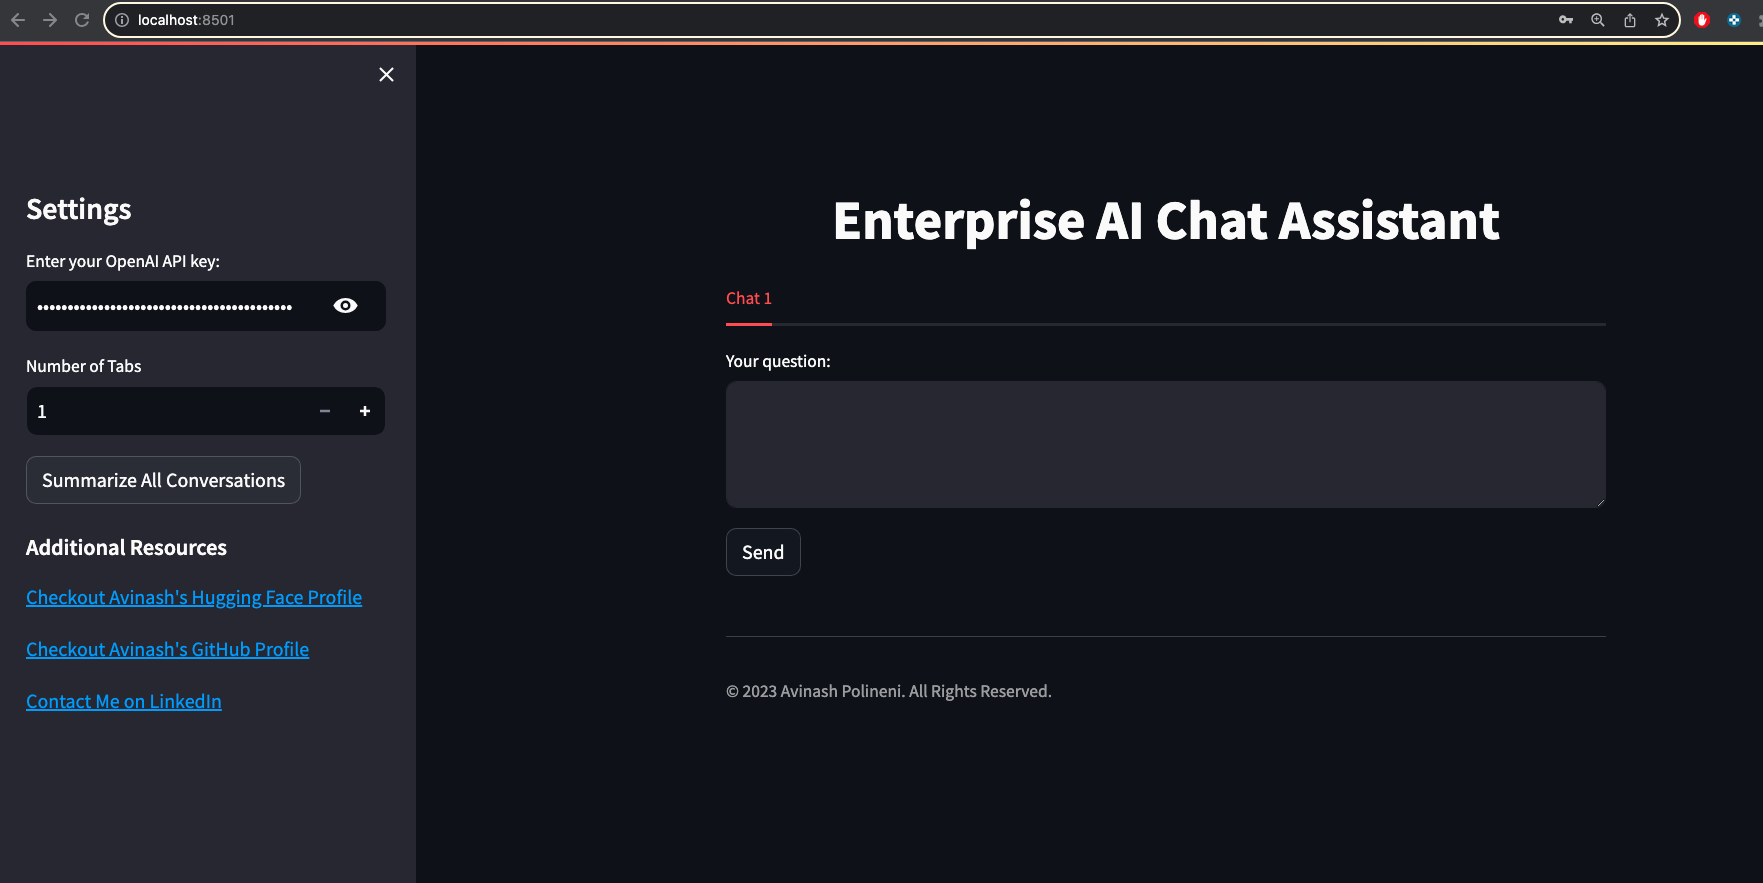 localhost:8501
Settings
Enter your OpenAI API key:
Number of Tabs
1
Summarize All Conversations
Additional Resources
Checkout Avinash's Hugging Face Profile
Checkout Avinash's GitHub Profile
Contact Me on LinkedIn
Enterprise AI Chat Assistant
Chat 1
Your question:
Send
© 2023 Avinash Polineni. All Rights Reserved.